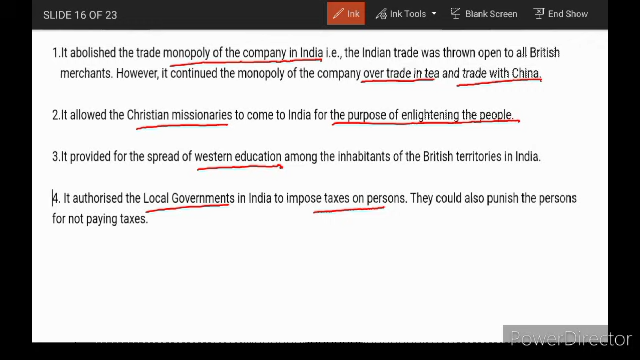 SLIDE 16 OF 23
Ink
Ink Tools
Blank Screen
End Show
1.It abolished the trade monopoly of the company in India i.e., the Indian trade was thrown open to all British
merchants. However, it continued the monopoly of the company over trade in tea and trade with China.
2.It allowed the Christian missionaries to come to India for the purpose of enlightening the people.
3.It provided for the spread of western education among the inhabitants of the British territories in India.
4. It authorised the Local Governments in India to impose taxes on persons. They could also punish the persons
for not paying taxes.
PowerDirector